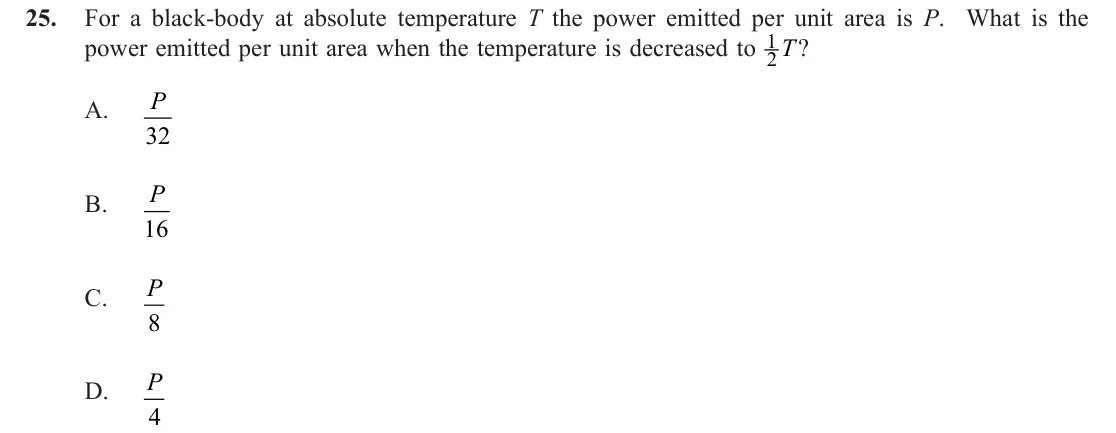 25. For a black-body at absolute temperature T the power emitted per unit area is P. What is the
power emitted per unit area when the temperature is decreased to ½T?
A. P/32
B. P/16
C. P/8
D. P/4